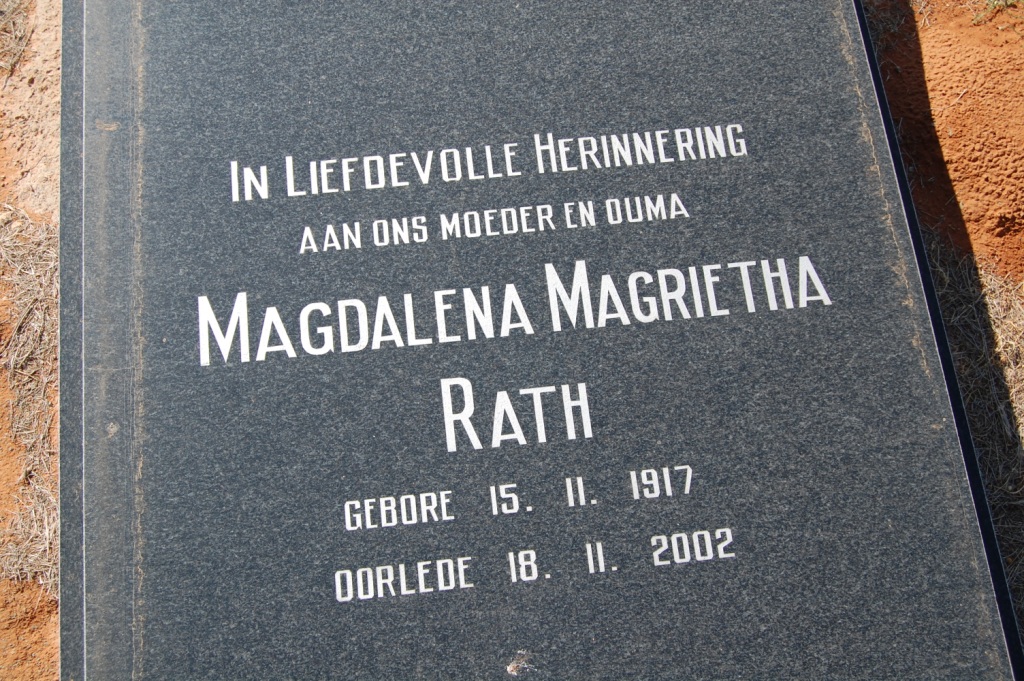 In Liefdevolle Herinnering
aan ons moeder en ouma
Magdalena Magrietha
Rath
gebore 15. 11. 1917
oorlede 18. 11. 2002